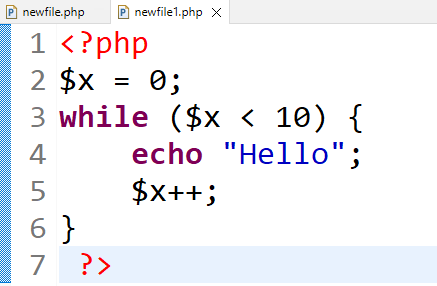 newfile.php newfile1.php
1 <?php
2 $x = 0;
3 while ($x < 10) {
4     echo "Hello";
5     $x++;
6 }
7  ?>